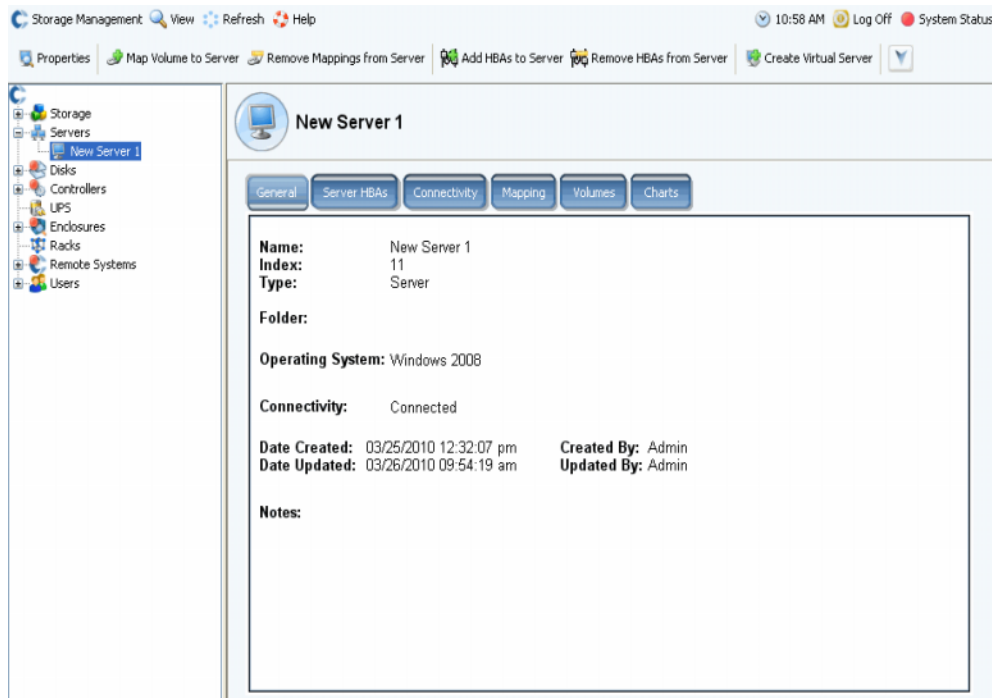 Storage Management View Refresh Help 10:58 AM Log Off System Status
Properties Map Volume to Server Remove Mappings from Server Add HBAs to Server Remove HBAs from Server Create Virtual Server
Storage
Servers
New Server 1
Disks
Controllers
UPS
Enclosures
Racks
Remote Systems
Users
New Server 1
General Server HBAs Connectivity Mapping Volumes Charts
Name: New Server 1
Index: 11
Type: Server
Folder:
Operating System: Windows 2008
Connectivity: Connected
Date Created: 03/25/2010 12:32:07 pm Created By: Admin
Date Updated: 03/26/2010 09:54:19 am Updated By: Admin
Notes: